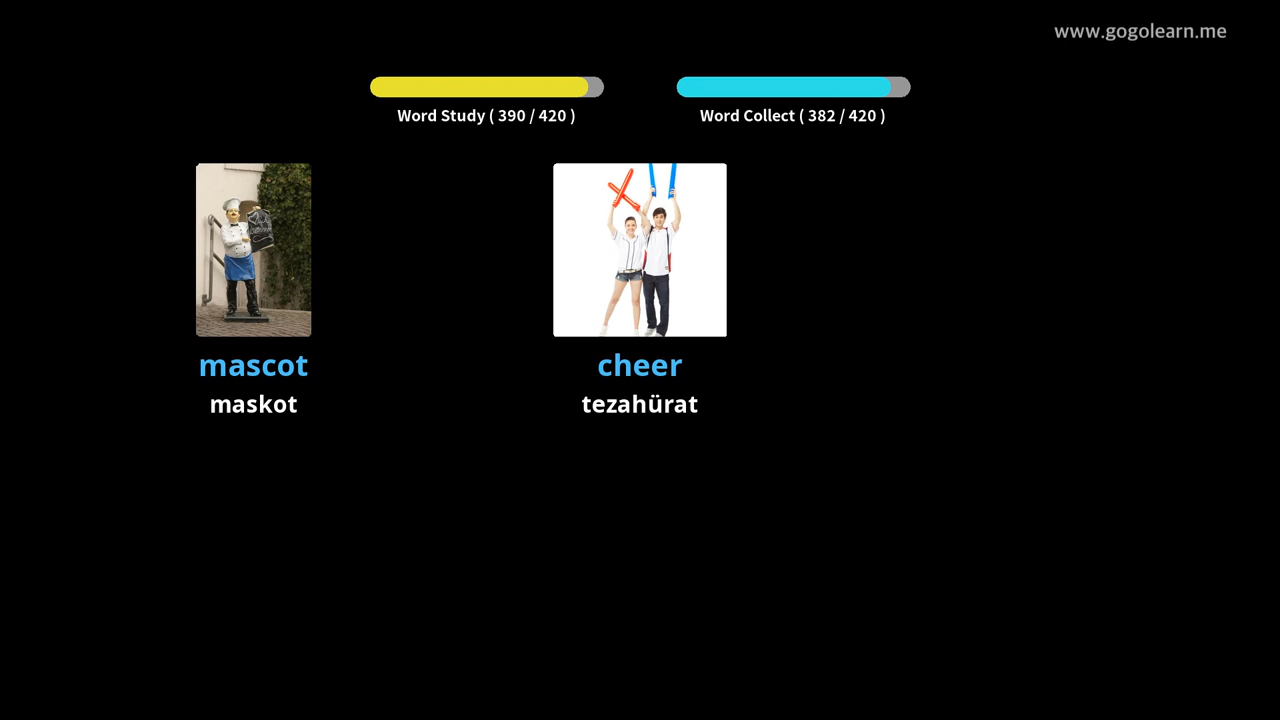 www.gogolearn.me
Word Study ( 390 / 420 )
Word Collect ( 382 / 420 )
mascot
maskot
cheer
tezahürat